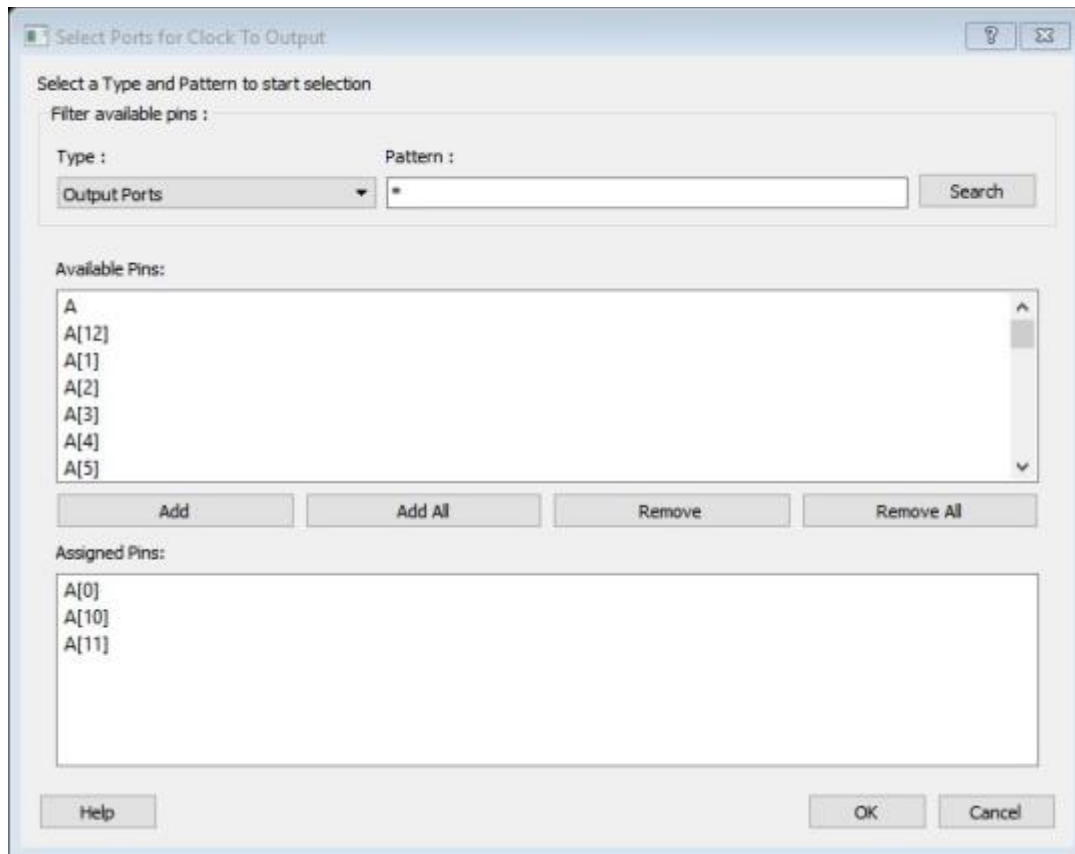 Select Ports for Clock To Output
Select a Type and Pattern to start selection
Filter available pins :
Type :
Pattern :
Output Ports
*
Search
Available Pins:
A
A[12]
A[1]
A[2]
A[3]
A[4]
A[5]
Add
Add All
Remove
Remove All
Assigned Pins:
A[0]
A[10]
A[11]
Help
OK
Cancel